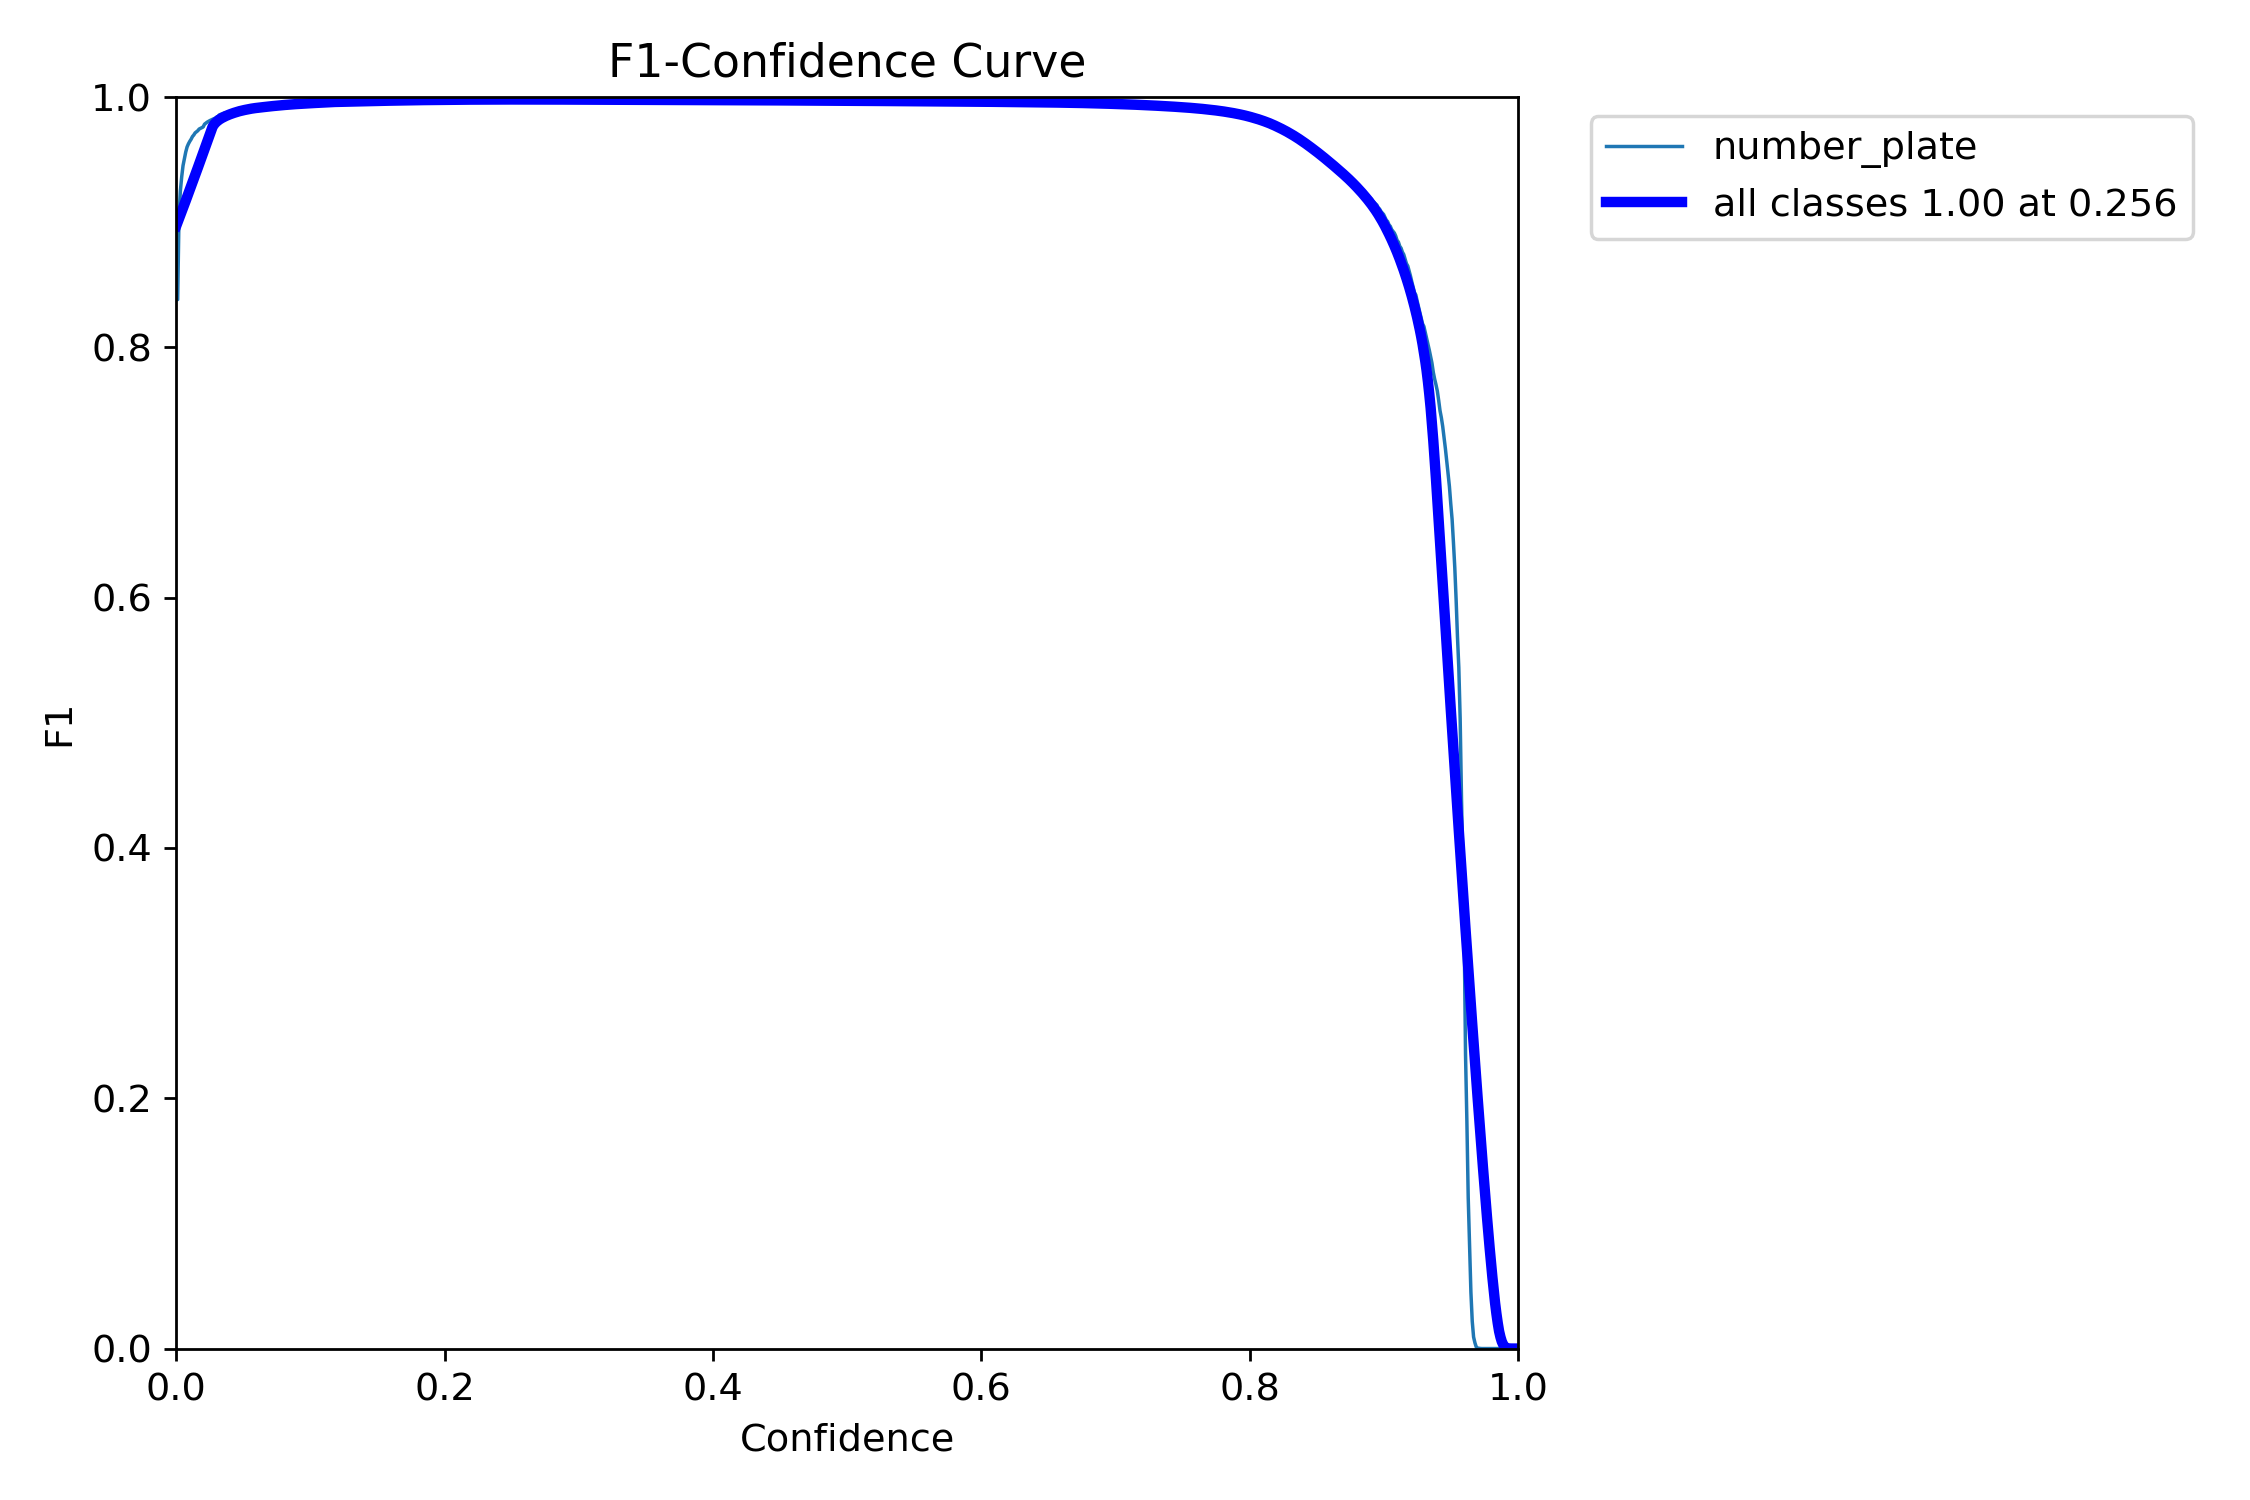 F1-Confidence Curve
number_plate
all classes 1.00 at 0.256
1.0
0.8
0.6
0.4
0.2
0.0
F1
0.0 0.2 0.4 0.6 0.8 1.0
Confidence